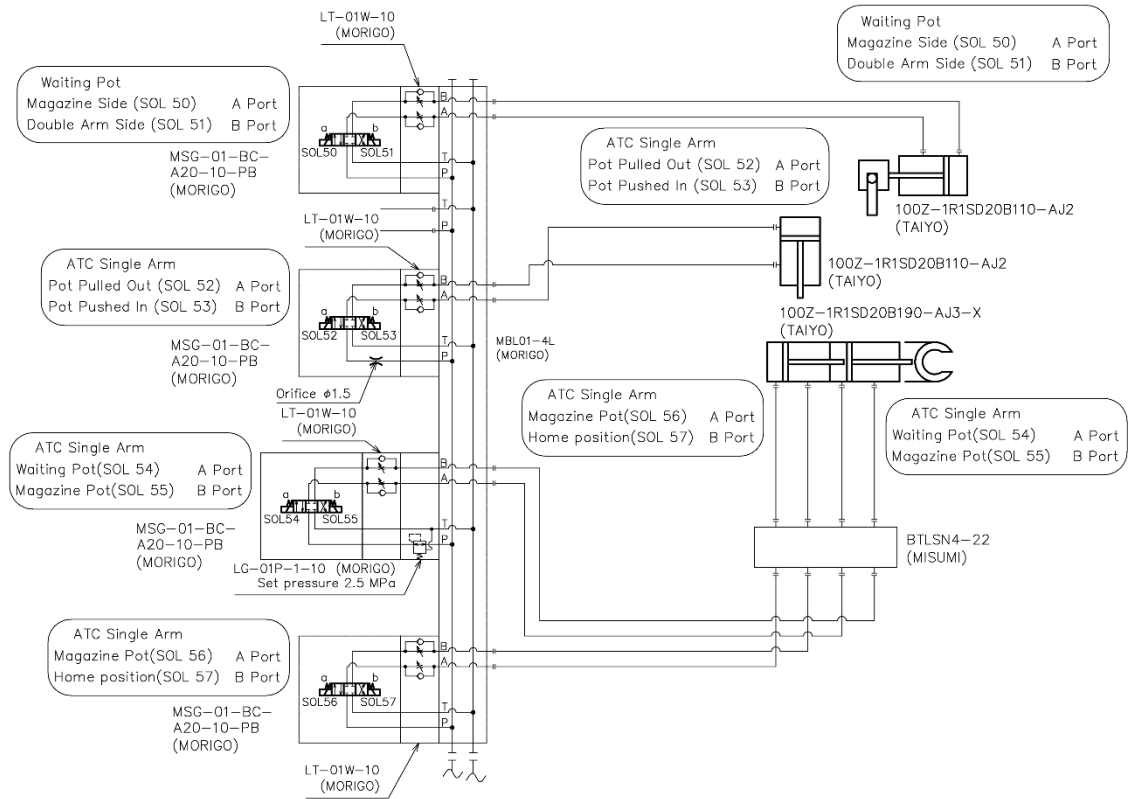 LT-01W-10
(MORIGO)
Waiting Pot
Magazine Side (SOL 50) A Port
Double Arm Side (SOL 51) B Port
Waiting Pot
Magazine Side (SOL 50) A Port
Double Arm Side (SOL 51) B Port
MSG-01-BC-
A20-10-PB
(MORIGO)
a b
SOL50 SOL51
B
A
T
P
T
P
ATC Single Arm
Pot Pulled Out (SOL 52) A Port
Pot Pushed In (SOL 53) B Port
100Z-1R1SD20B110-AJ2
(TAIYO)
LT-01W-10
(MORIGO)
ATC Single Arm
Pot Pulled Out (SOL 52) A Port
Pot Pushed In (SOL 53) B Port
MSG-01-BC-
A20-10-PB
(MORIGO)
a b
SOL52 SOL53
B
A
T
P
Orifice ø1.5
MBL01-4L
(MORIGO)
100Z-1R1SD20B110-AJ2
(TAIYO)
100Z-1R1SD20B190-AJ3-X
(TAIYO)
LT-01W-10
(MORIGO)
ATC Single Arm
Magazine Pot(SOL 56) A Port
Home position(SOL 57) B Port
ATC Single Arm
Waiting Pot(SOL 54) A Port
Magazine Pot(SOL 55) B Port
ATC Single Arm
Waiting Pot(SOL 54) A Port
Magazine Pot(SOL 55) B Port
MSG-01-BC-
A20-10-PB
(MORIGO)
a b
SOL54 SOL55
B
A
T
P
LG-01P-1-10 (MORIGO)
Set pressure 2.5 MPa
BTLSN4-22
(MISUMI)
ATC Single Arm
Magazine Pot(SOL 56) A Port
Home position(SOL 57) B Port
MSG-01-BC-
A20-10-PB
(MORIGO)
a b
SOL56 SOL57
B
A
T
P
LT-01W-10
(MORIGO)